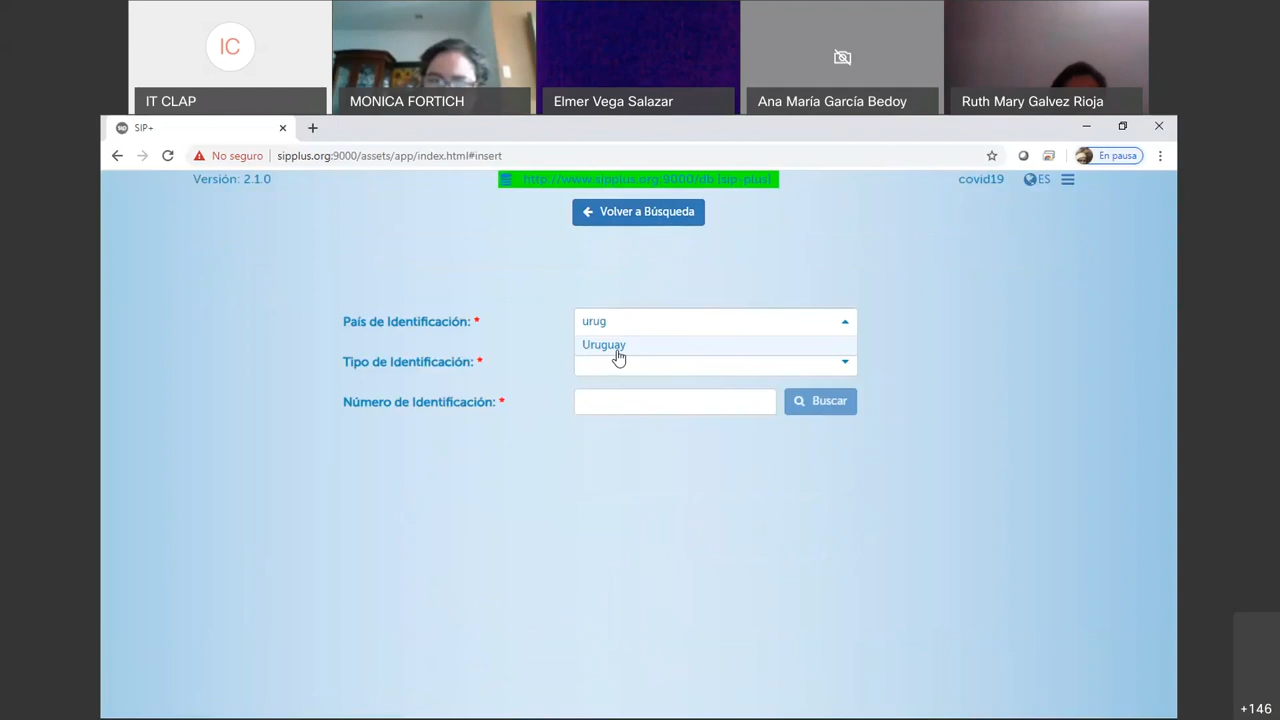 IC
IT CLAP
MONICA FORTICH
Elmer Vega Salazar
Ana María García Bedoy
Ruth Mary Galvez Rioja
SIP+
No seguro
sipplus.org:9000/assets/app/index.html#insert
En pausa
Versión: 2.1.0
http://www.sipplus.org:9000/db [sip-plus]
covid19
ES
Volver a Búsqueda
País de Identificación: *
urug
Uruguay
Tipo de Identificación: *
Número de Identificación: *
Buscar
+146